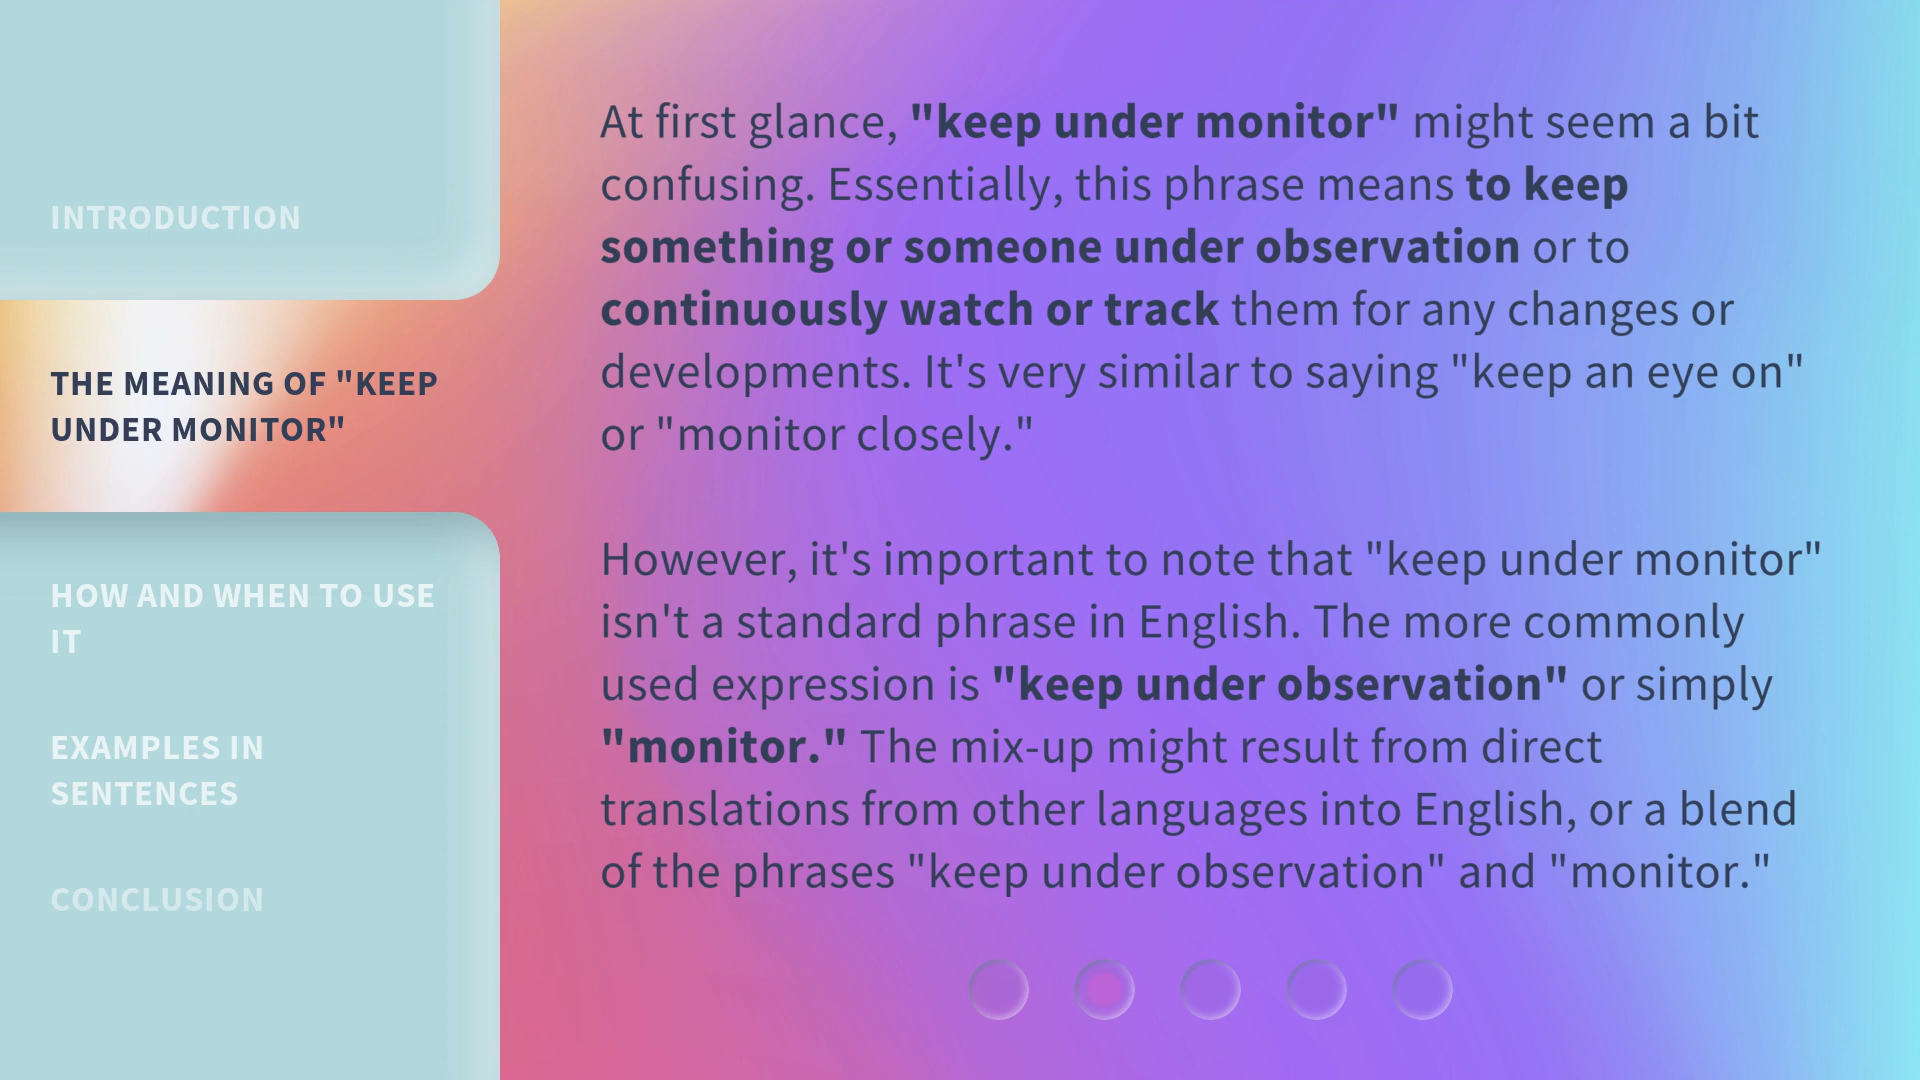 INTRODUCTION
THE MEANING OF "KEEP
UNDER MONITOR"
HOW AND WHEN TO USE
IT
EXAMPLES IN
SENTENCES
CONCLUSION
At first glance, "keep under monitor" might seem a bit
confusing. Essentially, this phrase means to keep
something or someone under observation or to
continuously watch or track them for any changes or
developments. It's very similar to saying "keep an eye on"
or "monitor closely."
However, it's important to note that "keep under monitor"
isn't a standard phrase in English. The more commonly
used expression is "keep under observation" or simply
"monitor." The mix-up might result from direct
translations from other languages into English, or a blend
of the phrases "keep under observation" and "monitor."